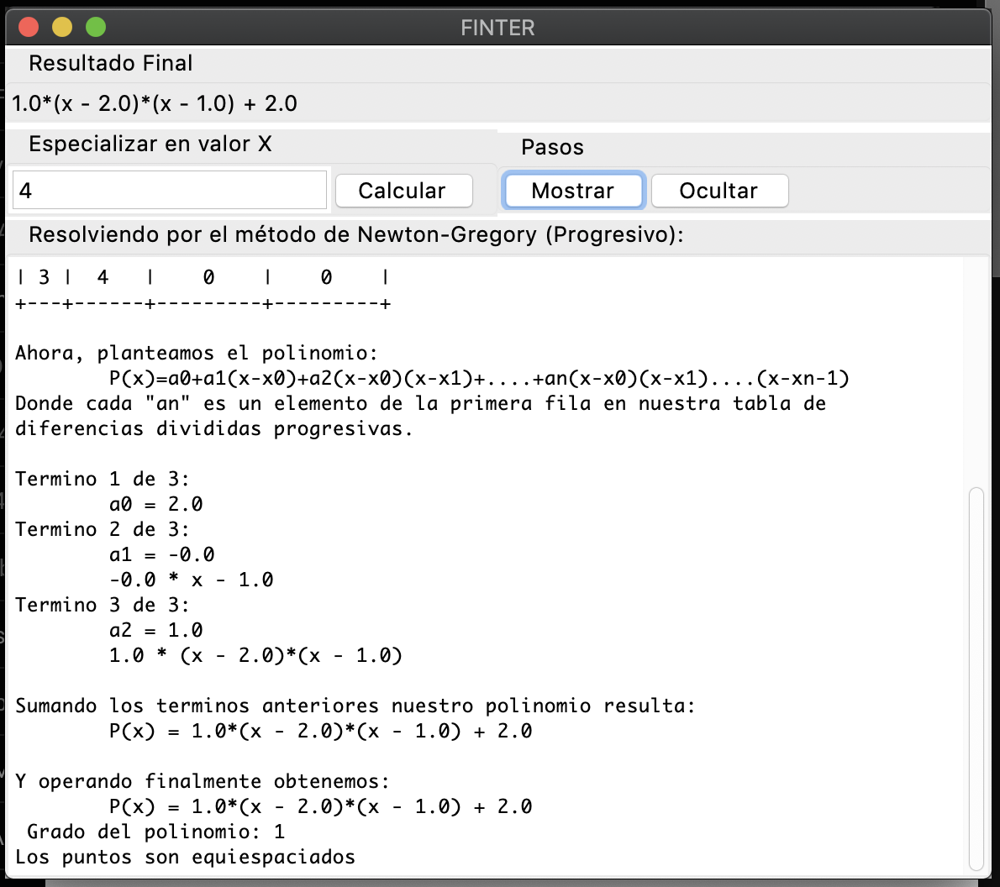 FINTER
Resultado Final
1.0*(x - 2.0)*(x - 1.0) + 2.0
Especializar en valor X
Pasos
4
Calcular
Mostrar
Ocultar
Resolviendo por el método de Newton-Gregory (Progresivo):
| 3 |  4   |    0    |    0    |
+---+------+---------+---------+
Ahora, planteamos el polinomio:
P(x)=a0+a1(x-x0)+a2(x-x0)(x-x1)+....+an(x-x0)(x-x1)....(x-xn-1)
Donde cada "an" es un elemento de la primera fila en nuestra tabla de
diferencias divididas progresivas.
Termino 1 de 3:
a0 = 2.0
Termino 2 de 3:
a1 = -0.0
-0.0 * x - 1.0
Termino 3 de 3:
a2 = 1.0
1.0 * (x - 2.0)*(x - 1.0)
Sumando los terminos anteriores nuestro polinomio resulta:
P(x) = 1.0*(x - 2.0)*(x - 1.0) + 2.0
Y operando finalmente obtenemos:
P(x) = 1.0*(x - 2.0)*(x - 1.0) + 2.0
Grado del polinomio: 1
Los puntos son equiespaciados